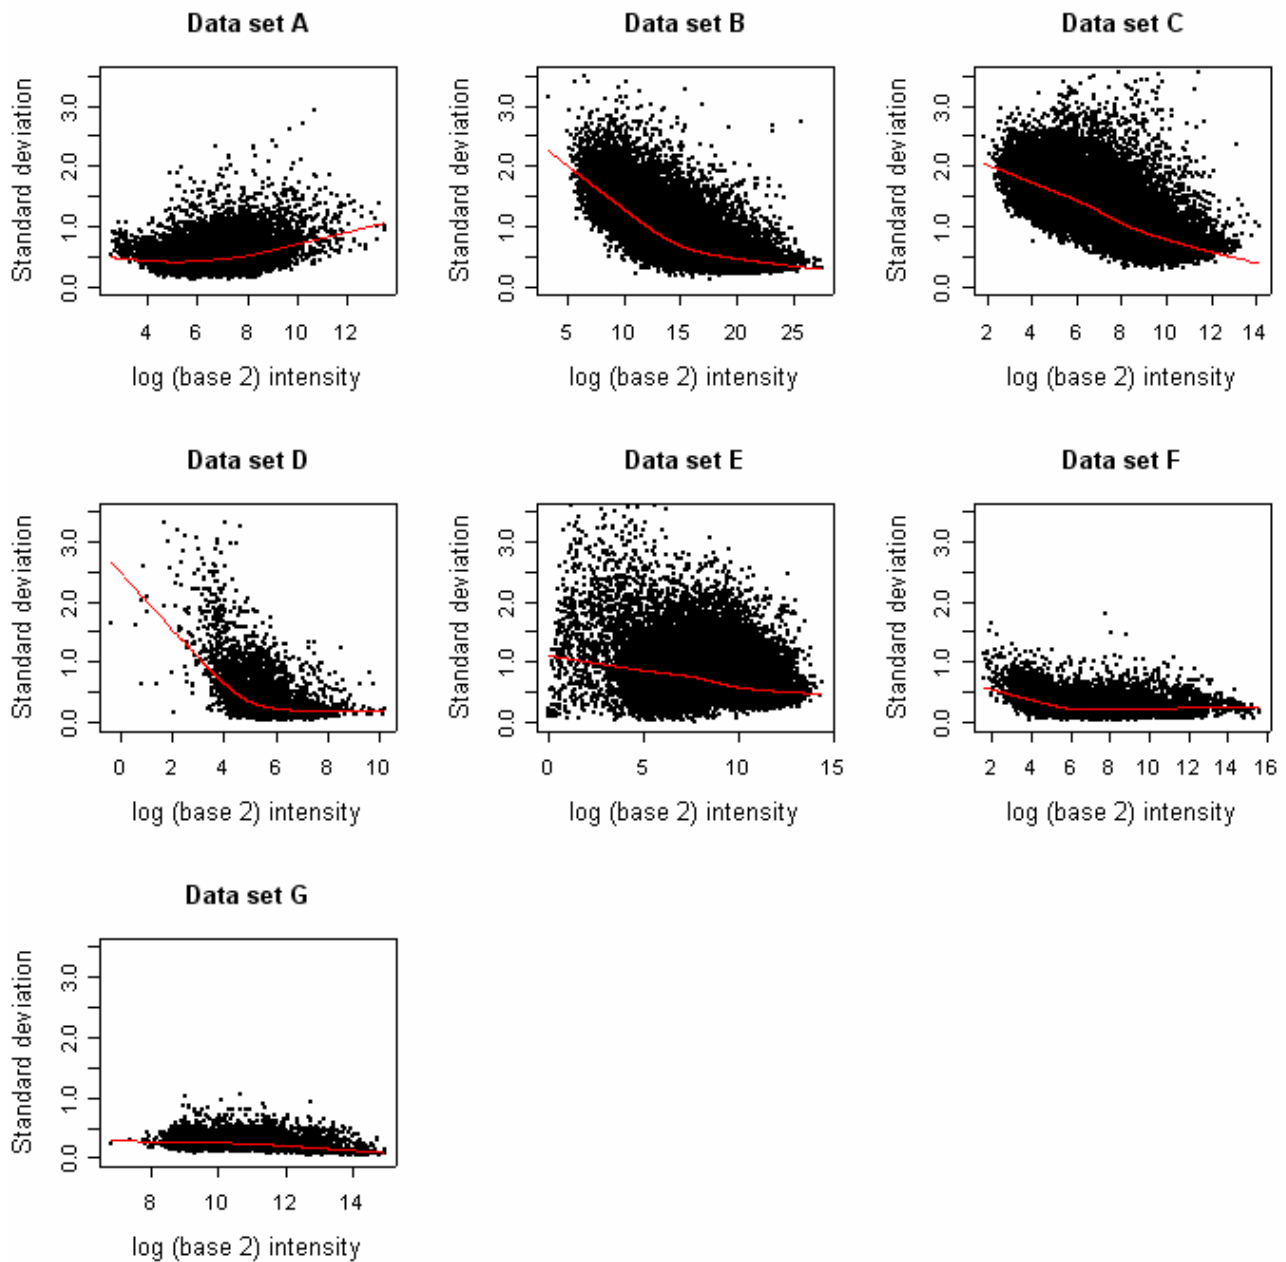 Data set A
Data set B
Data set C
Standard deviation
0.0 1.0 2.0 3.0
4 6 8 10 12
log (base 2) intensity
Standard deviation
0.0 1.0 2.0 3.0
5 10 15 20 25
log (base 2) intensity
Standard deviation
0.0 1.0 2.0 3.0
2 4 6 8 10 12 14
log (base 2) intensity
Data set D
Data set E
Data set F
Standard deviation
0.0 1.0 2.0 3.0
0 2 4 6 8 10
log (base 2) intensity
Standard deviation
0.0 1.0 2.0 3.0
0 5 10 15
log (base 2) intensity
Standard deviation
0.0 1.0 2.0 3.0
2 4 6 8 10 12 14 16
log (base 2) intensity
Data set G
Standard deviation
0.0 1.0 2.0 3.0
8 10 12 14
log (base 2) intensity